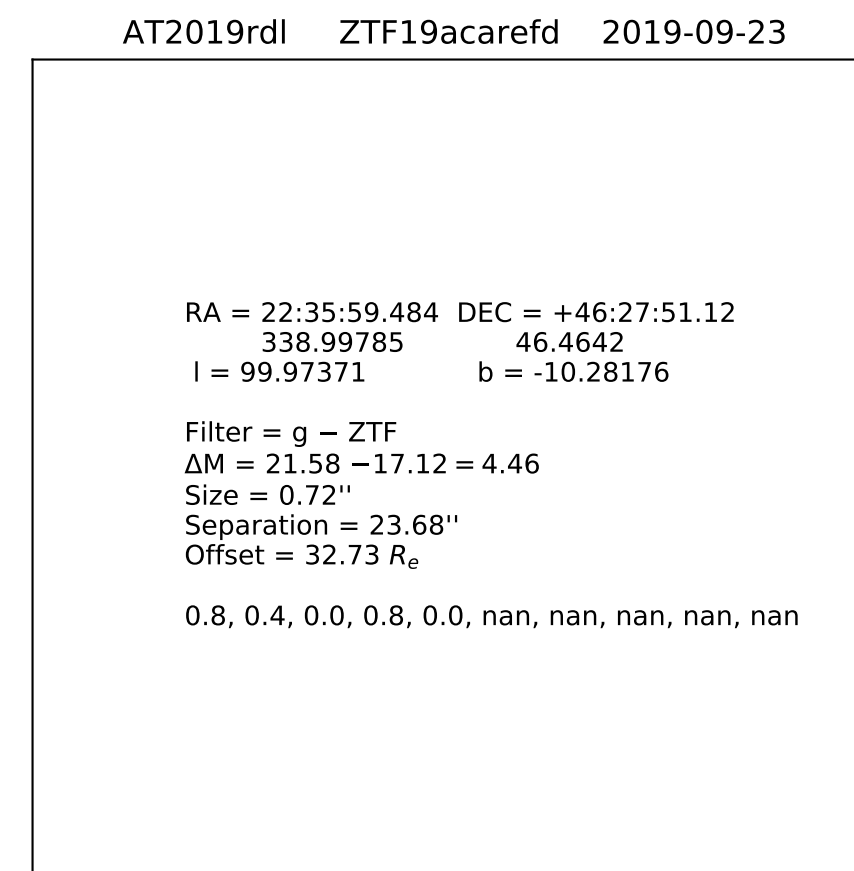 AT2019rdl ZTF19acarefd 2019-09-23
RA = 22:35:59.484 DEC = +46:27:51.12
338.99785 46.4642
l = 99.97371 b = -10.28176
Filter = g − ZTF
ΔM = 21.58 −17.12 = 4.46
Size = 0.72''
Separation = 23.68''
Offset = 32.73 Rₑ
0.8, 0.4, 0.0, 0.8, 0.0, nan, nan, nan, nan, nan